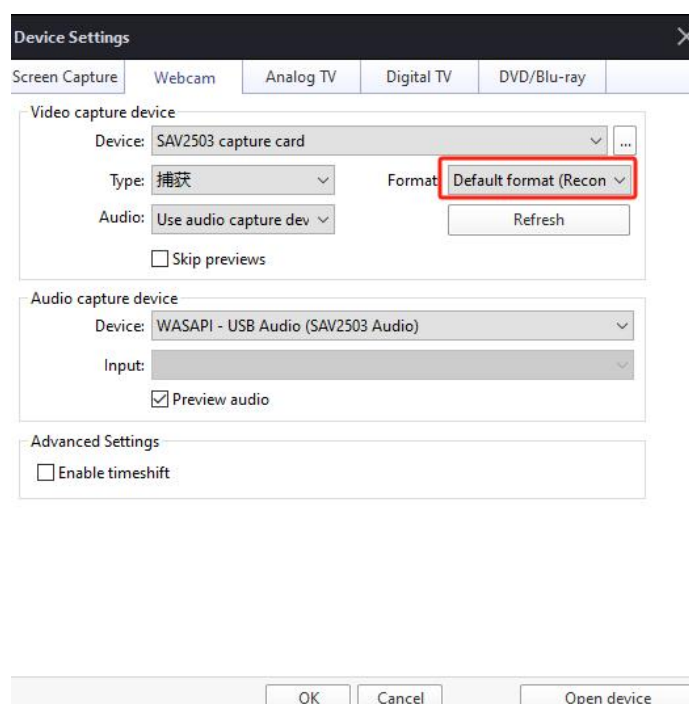 Device Settings
Screen Capture Webcam Analog TV Digital TV DVD/Blu-ray
Video capture device
Device: SAV2503 capture card ...
Type: 捕获 Format Default format (Recon
Audio: Use audio capture dev Refresh
Skip previews
Audio capture device
Device: WASAPI - USB Audio (SAV2503 Audio)
Input:
Preview audio
Advanced Settings
Enable timeshift
OK Cancel Open device